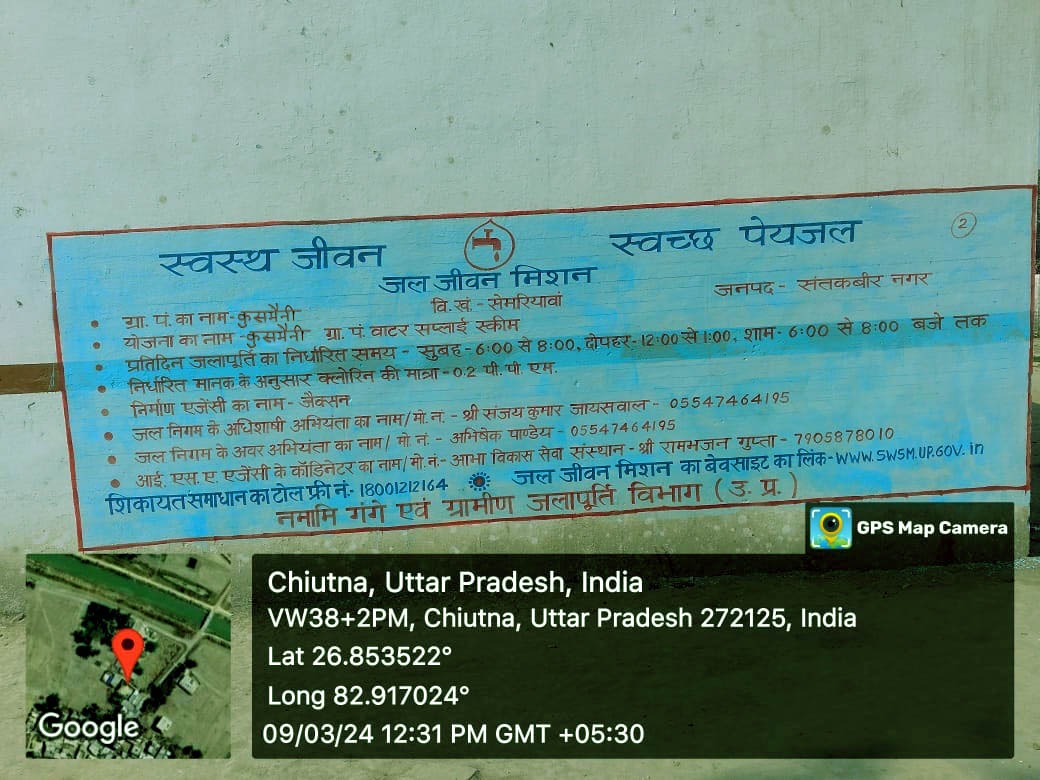 स्वस्थ जीवन स्वच्छ पेयजल 2
जल जीवन मिशन
ग्रा. पं. का नाम-कुसमैनी वि. खं. - सेमरियावां जनपद - संतकबीर नगर
योजना का नाम - कुसमैनी ग्रा. पं. वाटर सप्लाई स्कीम
प्रतिदिन जलापूर्ति का निर्धारित समय - सुबह-6:00 से 8:00, दोपहर-12:00 से 1:00, शाम-6:00 से 8:00 बजे तक
निर्धारित मानक के अनुसार क्लोरिन की मात्रा-0.2 पी. पी. एम.
निर्माण एजेंसी का नाम - जैक्सन
जल निगम के अधिशाषी अभियंता का नाम/मो. नं. - श्री संजय कुमार जायसवाल - 05547464195
जल निगम के अवर अभियंता का नाम/ मो. नं. - अभिषेक पाण्डेय - 05547464195
आई. एस. ए. एजेंसी के कॉडिनेटर का नाम/मो. नं.- आभा विकास सेवा संस्थान - श्री रामभजन गुप्ता - 7905878010
शिकायत समाधान का टोल फ्री नं.- 18001212164 जल जीवन मिशन का बेवसाइट का लिंक-WWW.SWSM.UP.GOV.in
नमामि गंगे एवं ग्रामीण जलापूर्ति विभाग (उ. प्र.)
GPS Map Camera
Chiutna, Uttar Pradesh, India
VW38+2PM, Chiutna, Uttar Pradesh 272125, India
Lat 26.853522°
Long 82.917024°
09/03/24 12:31 PM GMT +05:30
Google